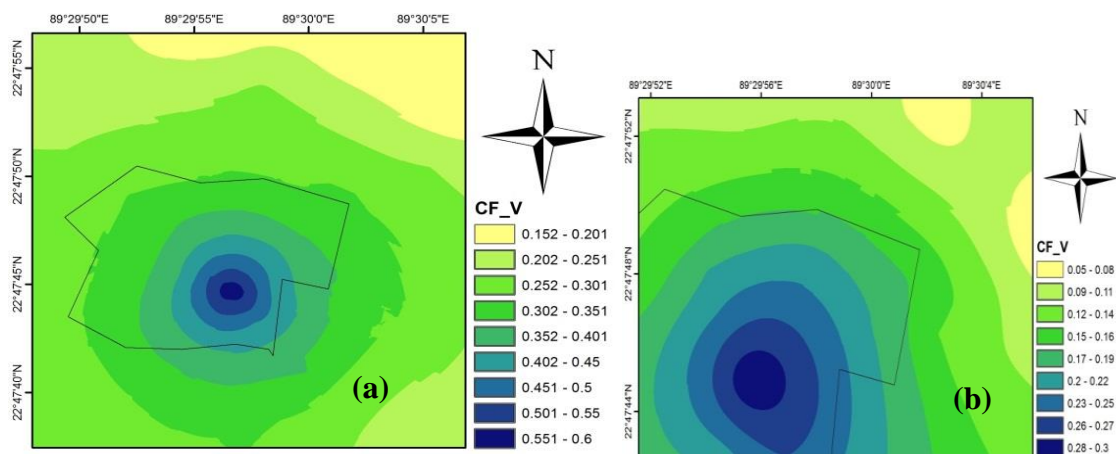 89°29'50"E 89°29'55"E 89°30'0"E 89°30'5"E
22°47'55"N
22°47'50"N
22°47'45"N
22°47'40"N
N
CF_V
0.152 - 0.201
0.202 - 0.251
0.252 - 0.301
0.302 - 0.351
0.352 - 0.401
0.402 - 0.45
0.451 - 0.5
0.501 - 0.55
0.551 - 0.6
(a)
89°29'52"E 89°29'56"E 89°30'0"E 89°30'4"E
22°47'52"N
22°47'48"N
22°47'44"N
N
CF_V
0.05 - 0.08
0.09 - 0.11
0.12 - 0.14
0.15 - 0.16
0.17 - 0.19
0.2 - 0.22
0.23 - 0.25
0.26 - 0.27
0.28 - 0.3
(b)